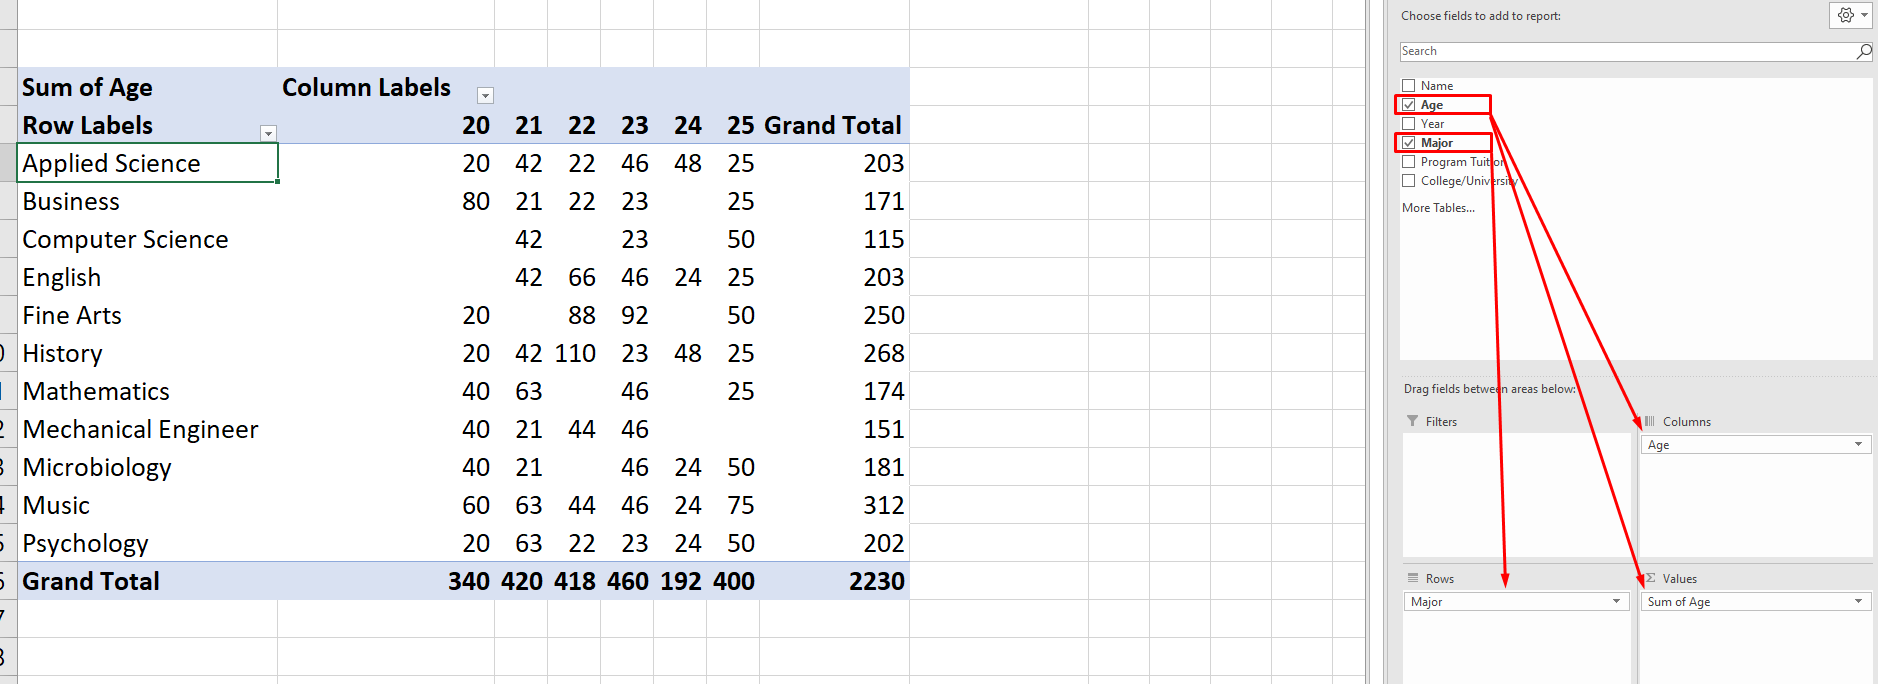 Sum of Age Column Labels
Row Labels 20 21 22 23 24 25 Grand Total
Applied Science 20 42 22 46 48 25 203
Business 80 21 22 23 25 171
Computer Science 42 23 50 115
English 42 66 46 24 25 203
Fine Arts 20 88 92 50 250
History 20 42 110 23 48 25 268
Mathematics 40 63 46 25 174
Mechanical Engineer 40 21 44 46 151
Microbiology 40 21 46 24 50 181
Music 60 63 44 46 24 75 312
Psychology 20 63 22 23 24 50 202
Grand Total 340 420 418 460 192 400 2230
Choose fields to add to report:
Search
Name
Age
Year
Major
Program Tuition
College/University
More Tables...
Drag fields between areas below:
Filters
Columns
Age
Rows
Σ Values
Major
Sum of Age